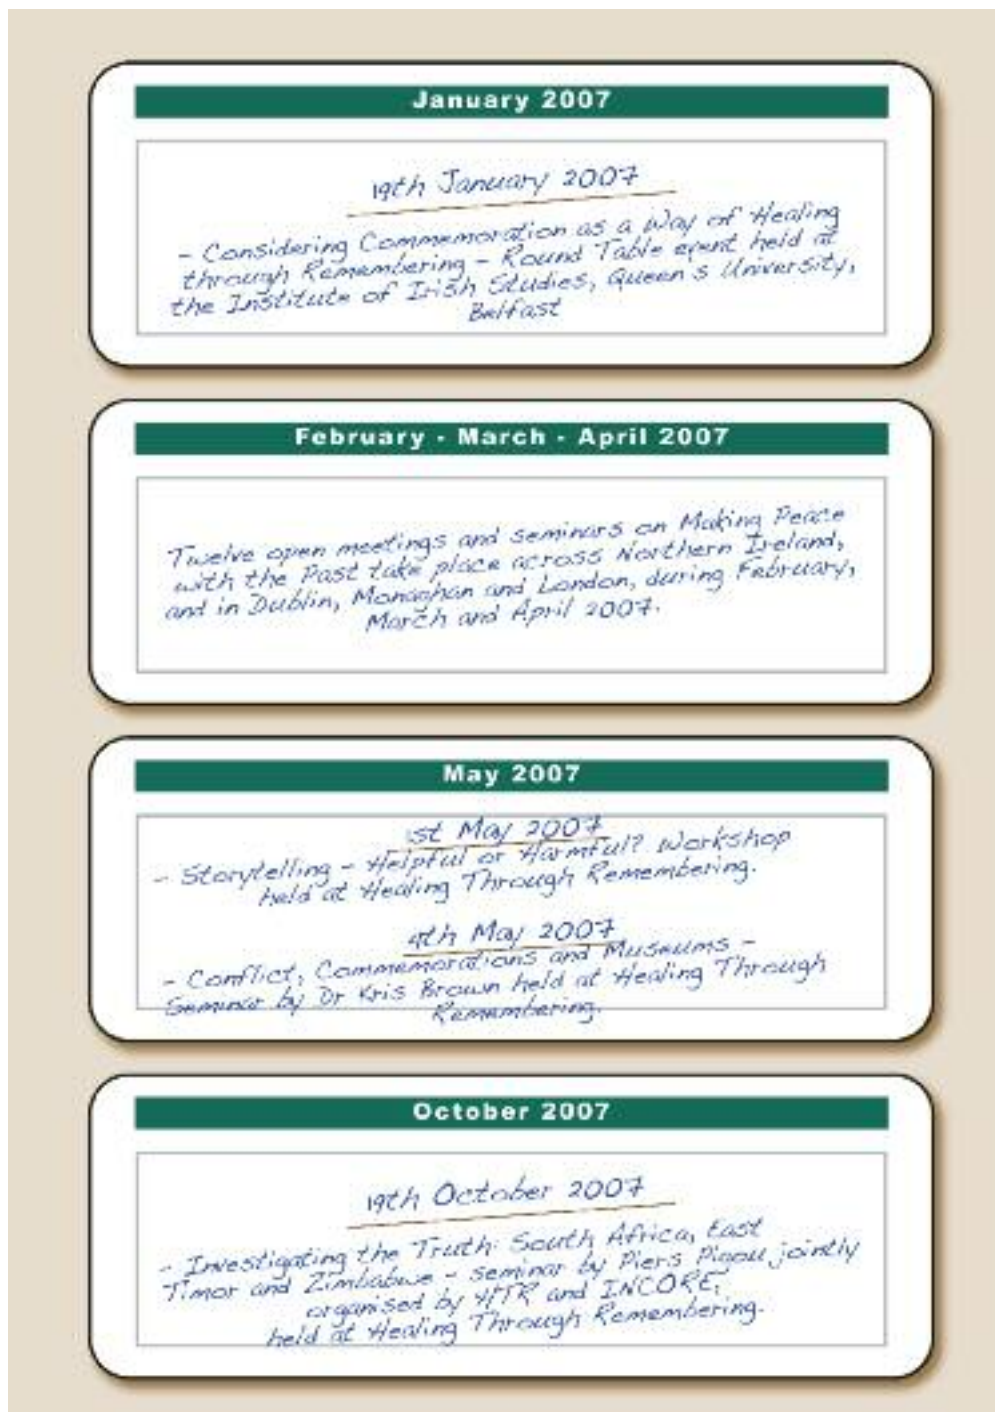 January 2007
19th January 2007
- Considering Commemoration as a Way of Healing
through Remembering - Round Table event held at
the Institute of Irish Studies, Queen's University,
Belfast
February - March - April 2007
Twelve open meetings and seminars on Making Peace
with the Past take place across Northern Ireland,
and in Dublin, Monaghan and London, during February,
March and April 2007.
May 2007
1st May 2007
- Storytelling - Helpful or Harmful? Workshop
held at Healing Through Remembering.
4th May 2007
- Conflict, Commemorations and Museums -
Seminar by Dr Kris Brown held at Healing Through
Remembering.
October 2007
19th October 2007
- Investigating the Truth: South Africa, East
Timor and Zimbabwe - seminar by Piers Pigou jointly
organised by HTR and INCORE,
held at Healing Through Remembering.